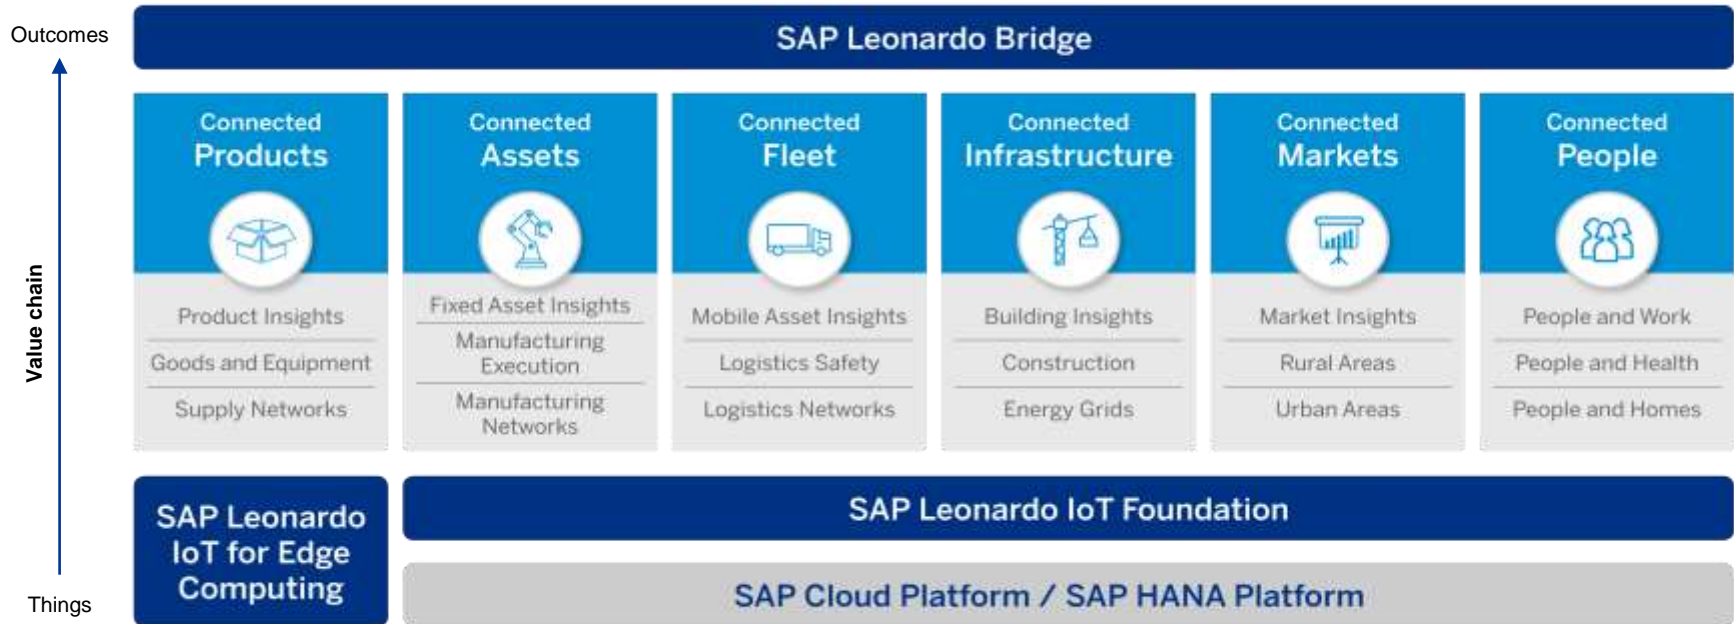 Outcomes
SAP Leonardo Bridge
Connected
Products
Product Insights
Goods and Equipment
Supply Networks
Connected
Assets
Fixed Asset Insights
Manufacturing
Execution
Manufacturing
Networks
Connected
Fleet
Mobile Asset Insights
Logistics Safety
Logistics Networks
Connected
Infrastructure
Building Insights
Construction
Energy Grids
Connected
Markets
Market Insights
Rural Areas
Urban Areas
Connected
People
People and Work
People and Health
People and Homes
Value chain
Things
SAP Leonardo
IoT for Edge
Computing
SAP Leonardo IoT Foundation
SAP Cloud Platform / SAP HANA Platform